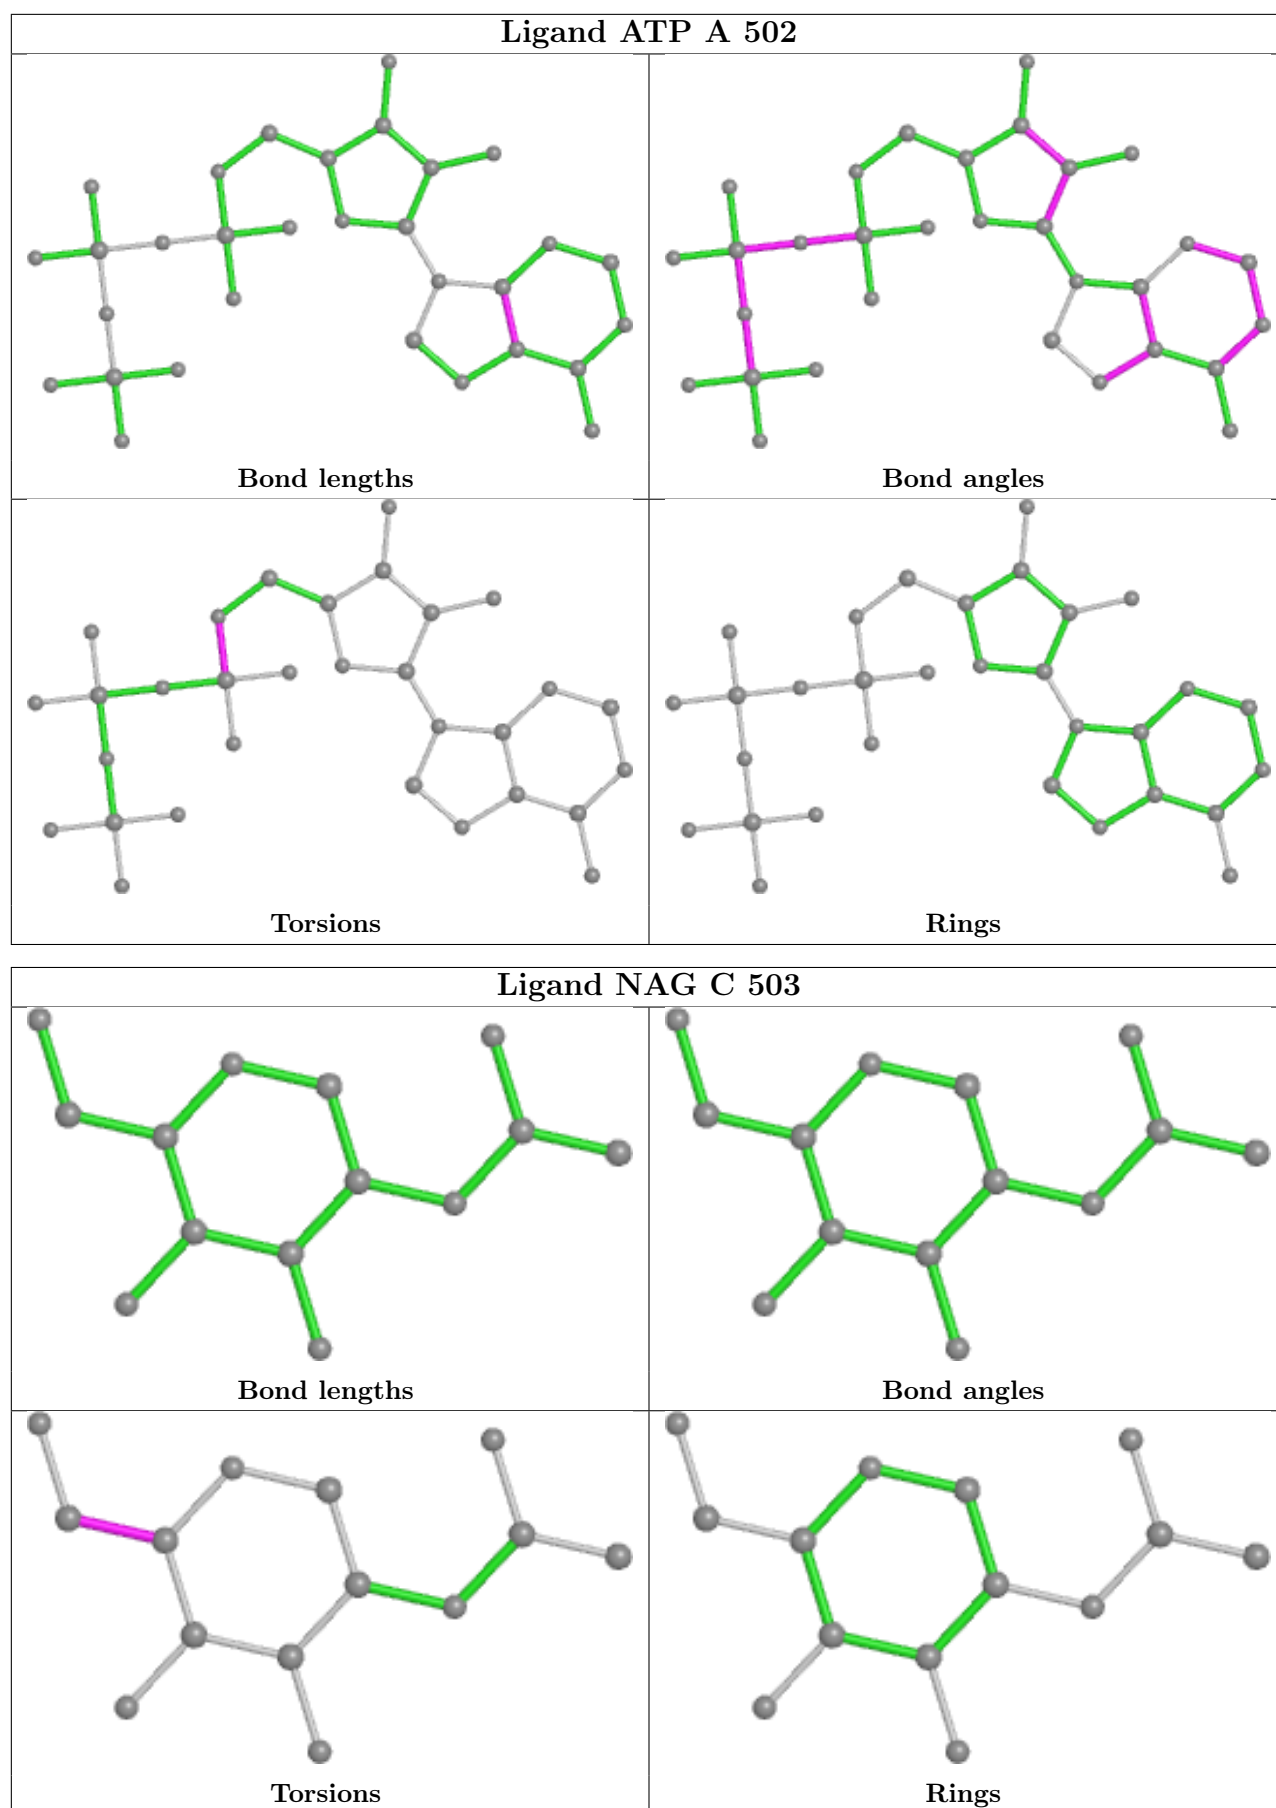 Ligand ATP A 502
Bond lengths
Bond angles
Torsions
Rings
Ligand NAG C 503
Bond lengths
Bond angles
Torsions
Rings